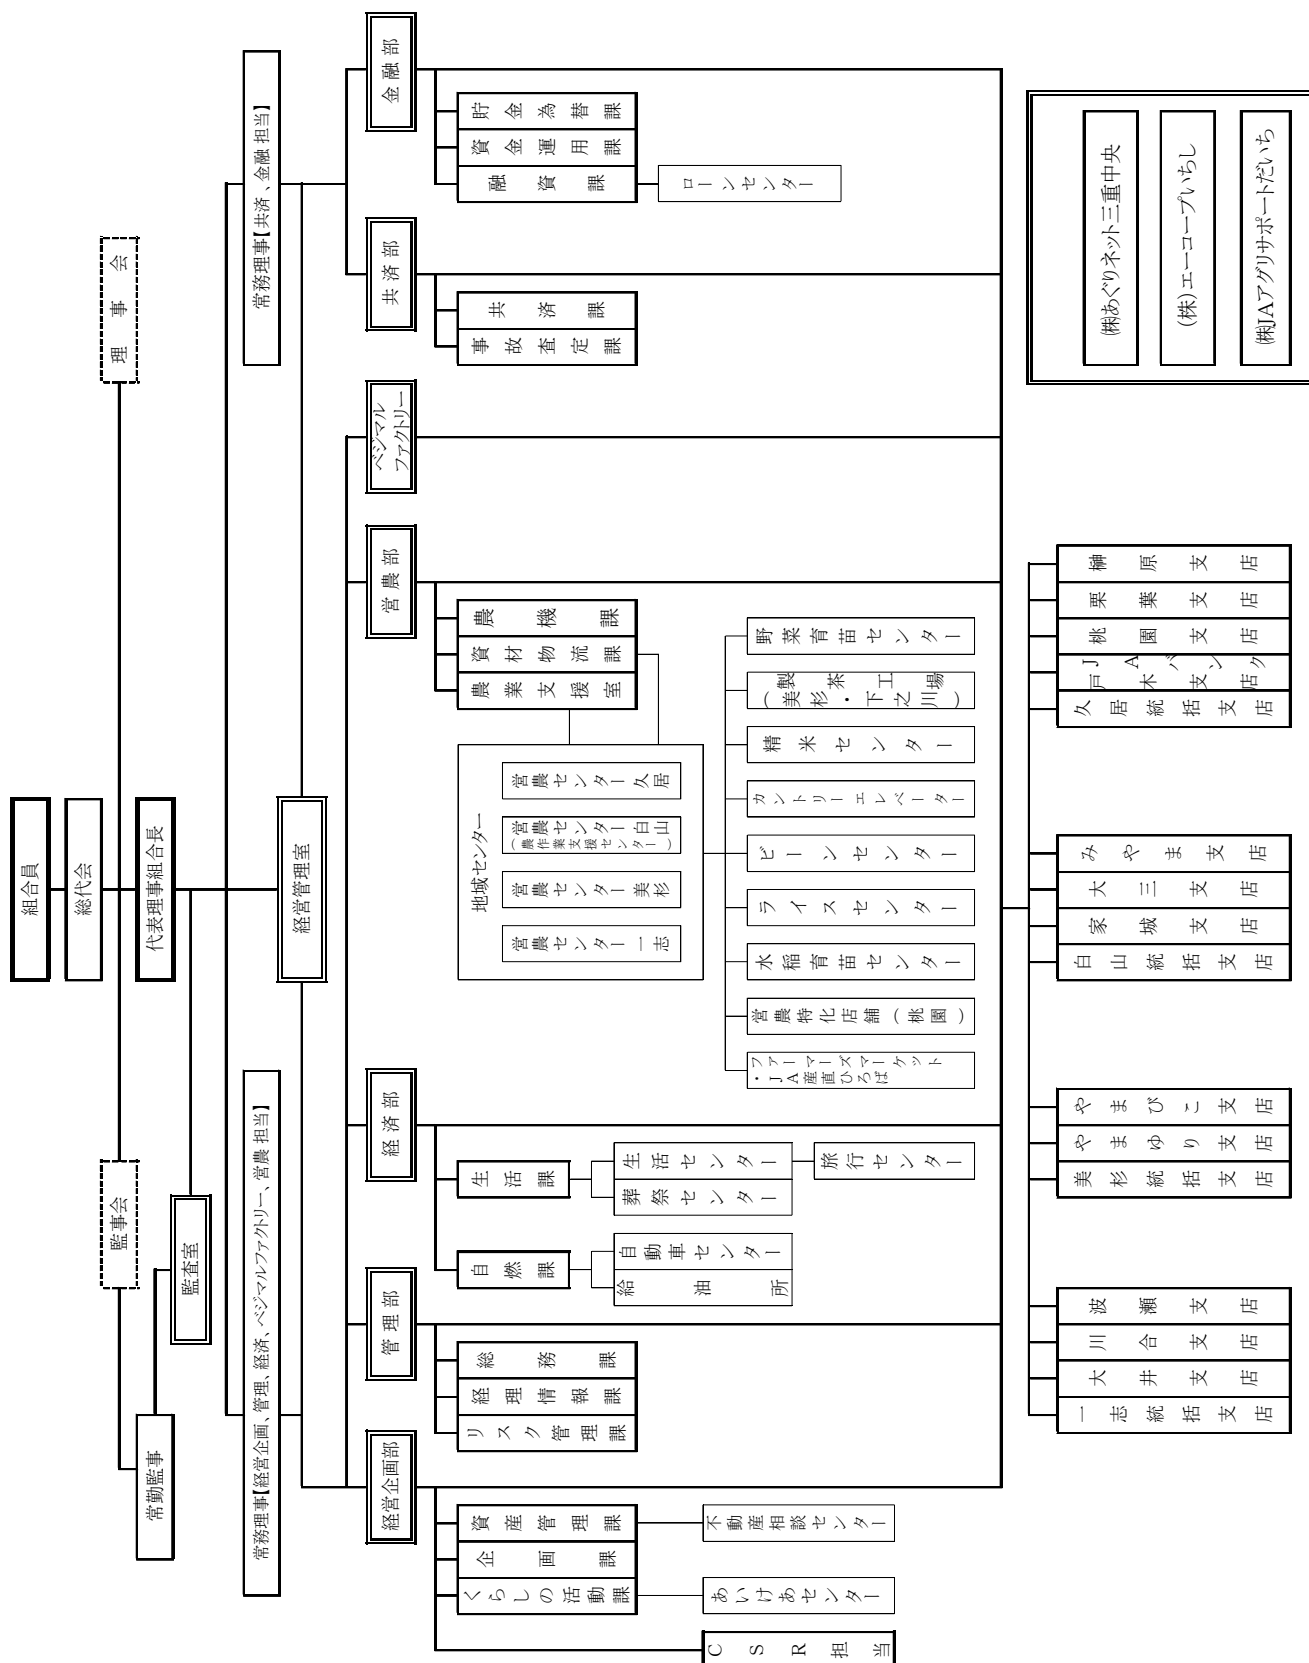 組合員
総代会
理事会
監事会
代表理事組合長
常勤監事
監査室
常務理事【経営企画、管理、経済、ベジマルファクトリー、営農 担当】
常務理事【共済、金融 担当】
経営管理室
経営企画部
管理部
経済部
営農部
ベジマル
ファクトリー
共済部
金融部
CSR担当
くらしの活動課
企画課
資産管理課
あいけあセンター
不動産相談センター
リスク管理課
経理情報課
総務課
自燃課
給油所
自動車センター
生活課
葬祭センター
生活センター
旅行センター
農業支援室
資材物流課
農機課
地域センター
営農センター一志
営農センター美杉
営農センター白山
(農作業支援センター)
営農センター久居
ファーマーズマーケット
・JA産直ひろば
営農特化店舗(桃園)
水稲育苗センター
ライスセンター
ビーンセンター
カントリーエレベーター
精米センター
製茶工場
(美杉・下之川)
野菜育苗センター
事故査定課
共済課
融資課
資金運用課
貯金為替課
ローンセンター
一志統括支店
大井支店
川合支店
波瀬支店
美杉統括支店
やまゆり支店
やまびこ支店
白山統括支店
家城支店
大三支店
みやま支店
久居統括支店
JAバンク
戸木支店
桃園支店
栗葉支店
榊原支店
㈱あぐりネット三重中央
(株)エーコープいちし
㈱JAアグリサポートだいち